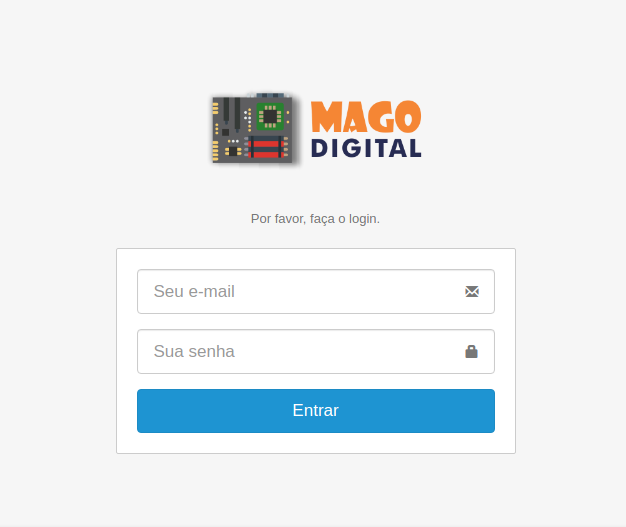 MAGO
DIGITAL
Por favor, faça o login.
Seu e-mail
Sua senha
Entrar